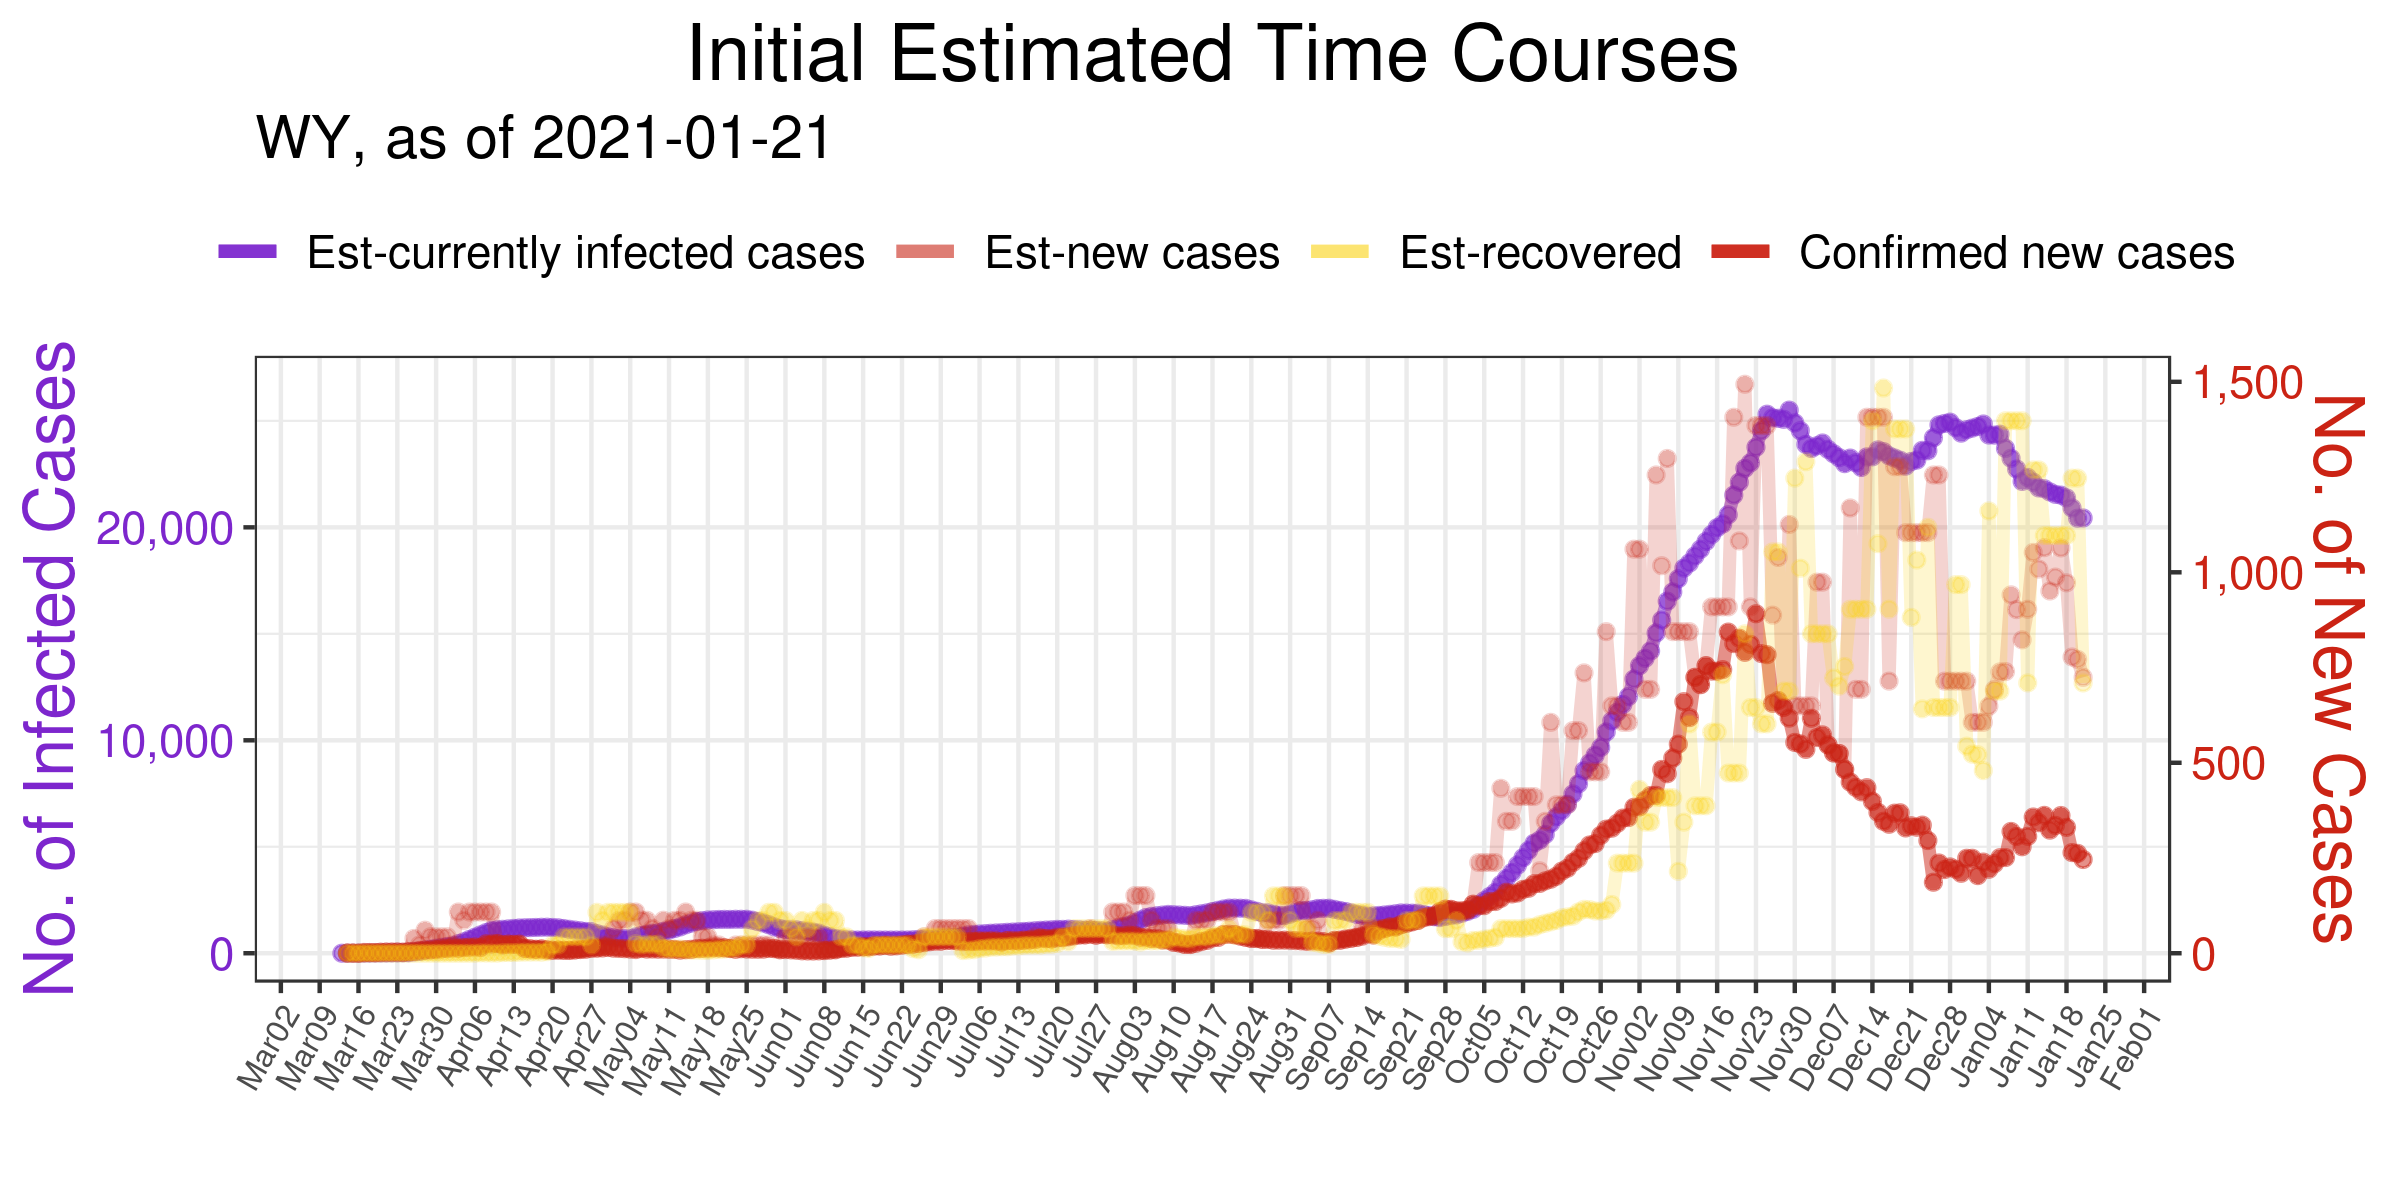 Initial Estimated Time Courses
WY, as of 2021-01-21
Est-currently infected cases Est-new cases Est-recovered Confirmed new cases
No. of Infected Cases
20,000
10,000
0
1,500
1,000
500
0
No. of New Cases
Mar02 Mar09 Mar16 Mar23 Mar30 Apr06 Apr13 Apr20 Apr27 May04 May11 May18 May25 Jun01 Jun08 Jun15 Jun22 Jun29 Jul06 Jul13 Jul20 Jul27 Aug03 Aug10 Aug17 Aug24 Aug31 Sep07 Sep14 Sep21 Sep28 Oct05 Oct12 Oct19 Oct26 Nov02 Nov09 Nov16 Nov23 Nov30 Dec07 Dec14 Dec21 Dec28 Jan04 Jan11 Jan18 Jan25 Feb01